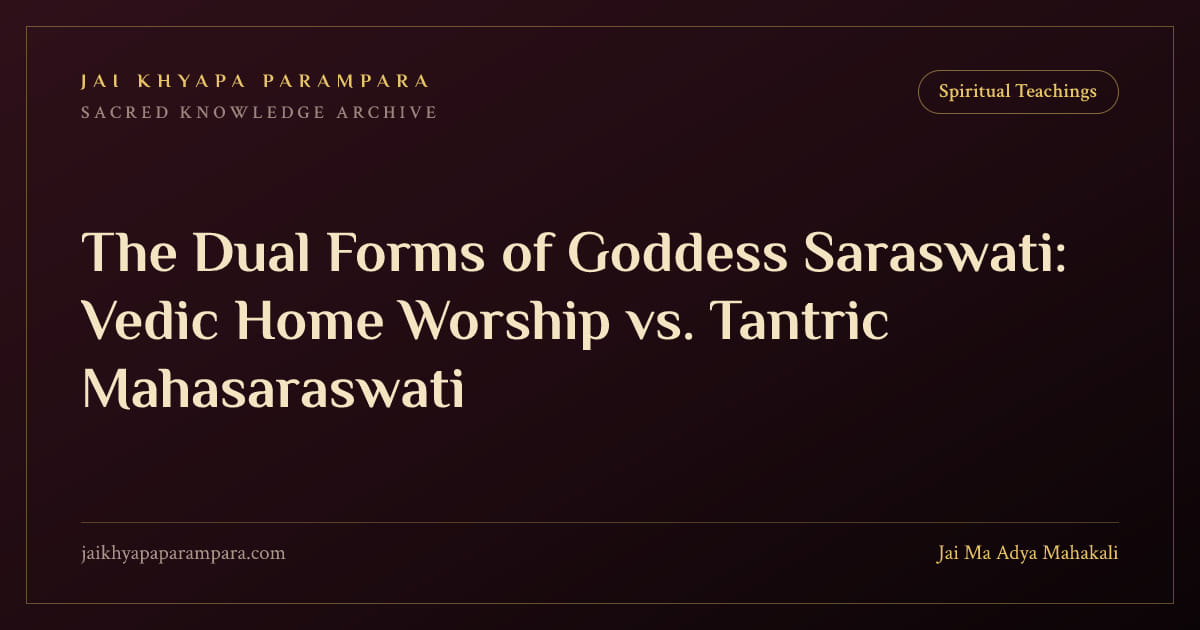 JAI KHYAPA PARAMPARA
SACRED KNOWLEDGE ARCHIVE
Spiritual Teachings
The Dual Forms of Goddess Saraswati:
Vedic Home Worship vs. Tantric
Mahasaraswati
jaikhyapaparampara.com
Jai Ma Adya Mahakali